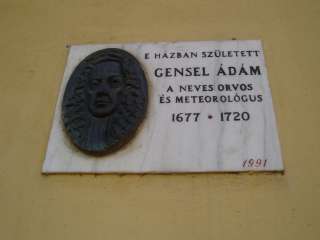 E HÁZBAN SZÜLETETT
GENSEL ÁDÁM
A NEVES ORVOS
ÉS METEOROLÓGUS
1677 • 1720
1991